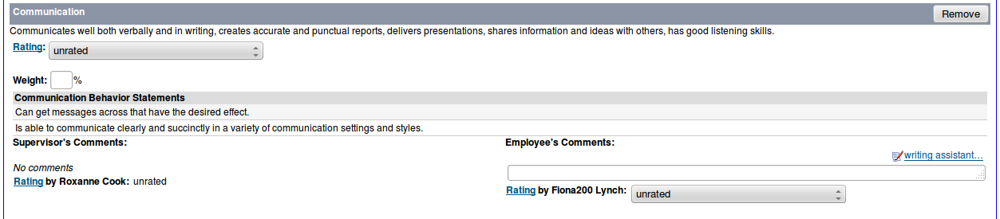 Communication
Remove
Communicates well both verbally and in writing, creates accurate and punctual reports, delivers presentations, shares information and ideas with others, has good listening skills.
Rating: unrated
Weight: %
Communication Behavior Statements
Can get messages across that have the desired effect.
Is able to communicate clearly and succinctly in a variety of communication settings and styles.
Supervisor's Comments:
No comments
Rating by Roxanne Cook: unrated
Employee's Comments:
writing assistant...
Rating by Fiona200 Lynch: unrated